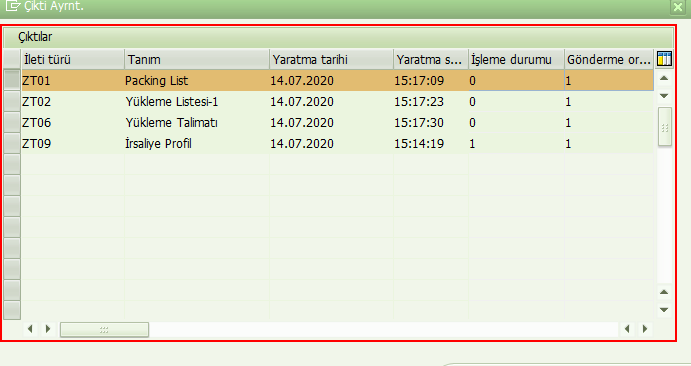 Çıkti Ayrnt.
Çıktılar
İleti türü Tanım Yaratma tarihi Yaratma s... İşleme durumu Gönderme or...
ZT01 Packing List 14.07.2020 15:17:09 0 1
ZT02 Yükleme Listesi-1 14.07.2020 15:17:23 0 1
ZT06 Yükleme Talimatı 14.07.2020 15:17:30 0 1
ZT09 İrsaliye Profil 14.07.2020 15:14:19 1 1